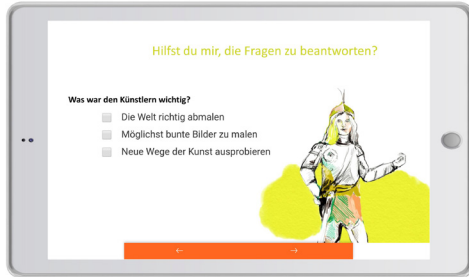 Hilfst du mir, die Fragen zu beantworten?
Was war den Künstlern wichtig?
Die Welt richtig abmalen
Möglichst bunte Bilder zu malen
Neue Wege der Kunst ausprobieren